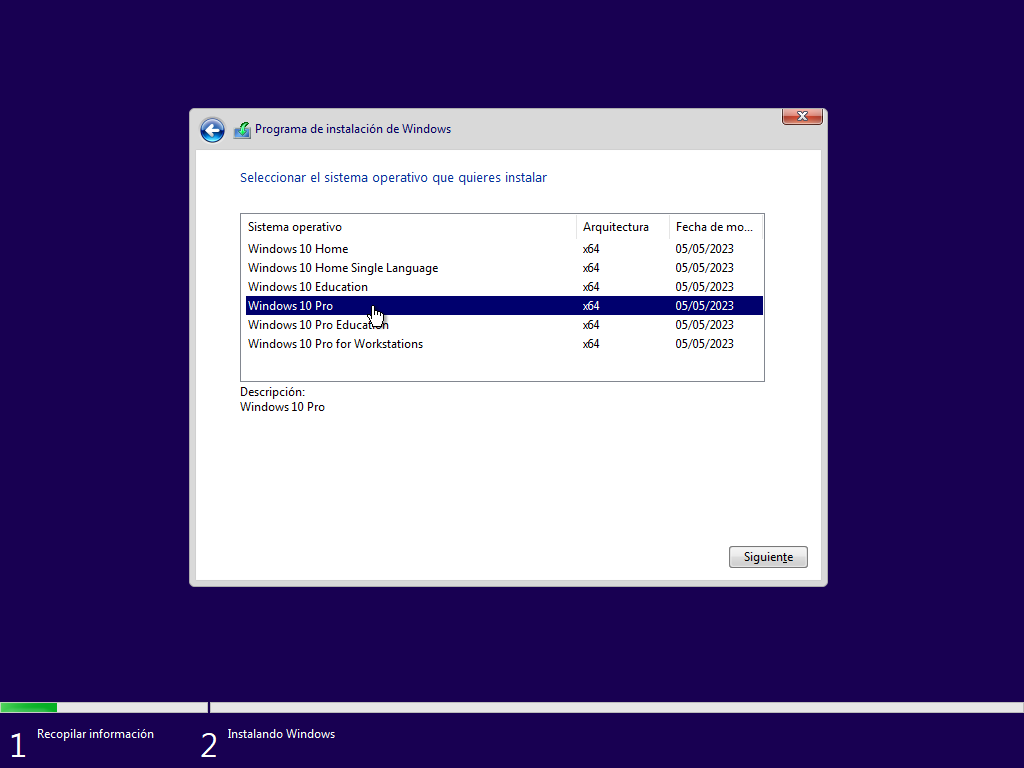 Programa de instalación de Windows
Seleccionar el sistema operativo que quieres instalar
Sistema operativo Arquitectura Fecha de mo...
Windows 10 Home x64 05/05/2023
Windows 10 Home Single Language x64 05/05/2023
Windows 10 Education x64 05/05/2023
Windows 10 Pro x64 05/05/2023
Windows 10 Pro Education x64 05/05/2023
Windows 10 Pro for Workstations x64 05/05/2023
Descripción:
Windows 10 Pro
Siguiente
1 Recopilar información 2 Instalando Windows